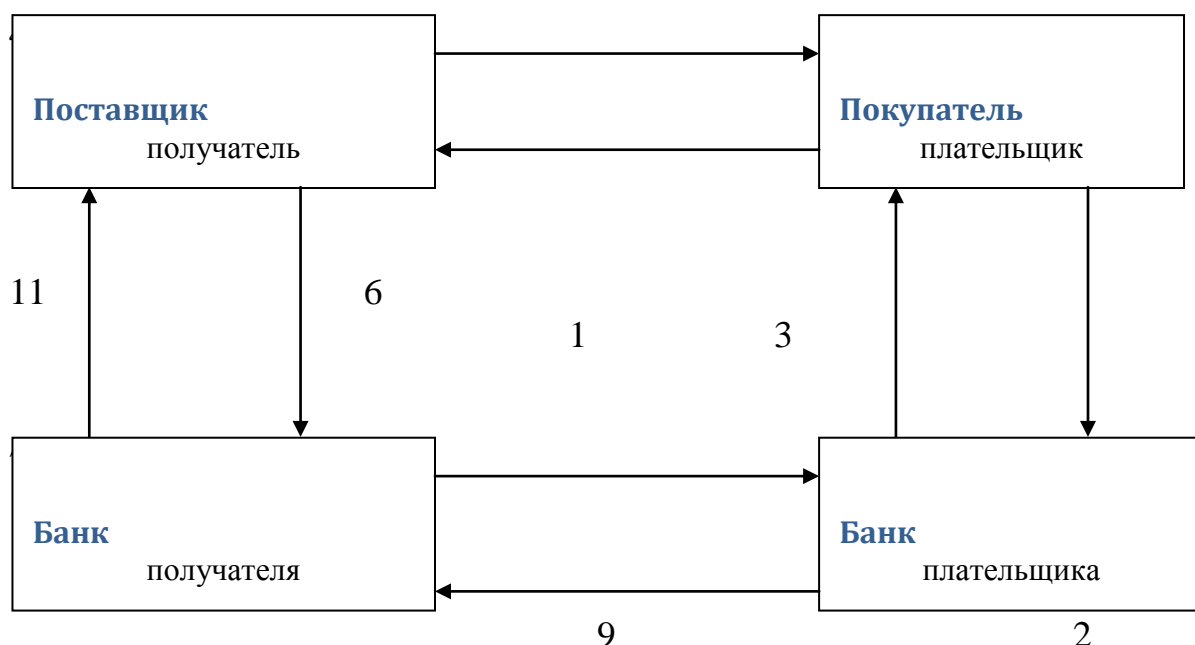 Поставщик
получатель
Покупатель
плательщик
11
6
1
3
Банк
получателя
Банк
плательщика
9
2